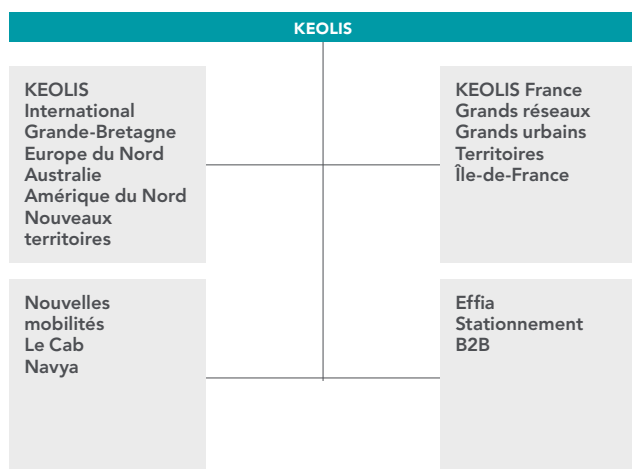 KEOLIS
KEOLIS
International
Grande-Bretagne
Europe du Nord
Australie
Amérique du Nord
Nouveaux
territoires
KEOLIS France
Grands réseaux
Grands urbains
Territoires
Île-de-France
Nouvelles
mobilités
Le Cab
Navya
Effia
Stationnement
B2B